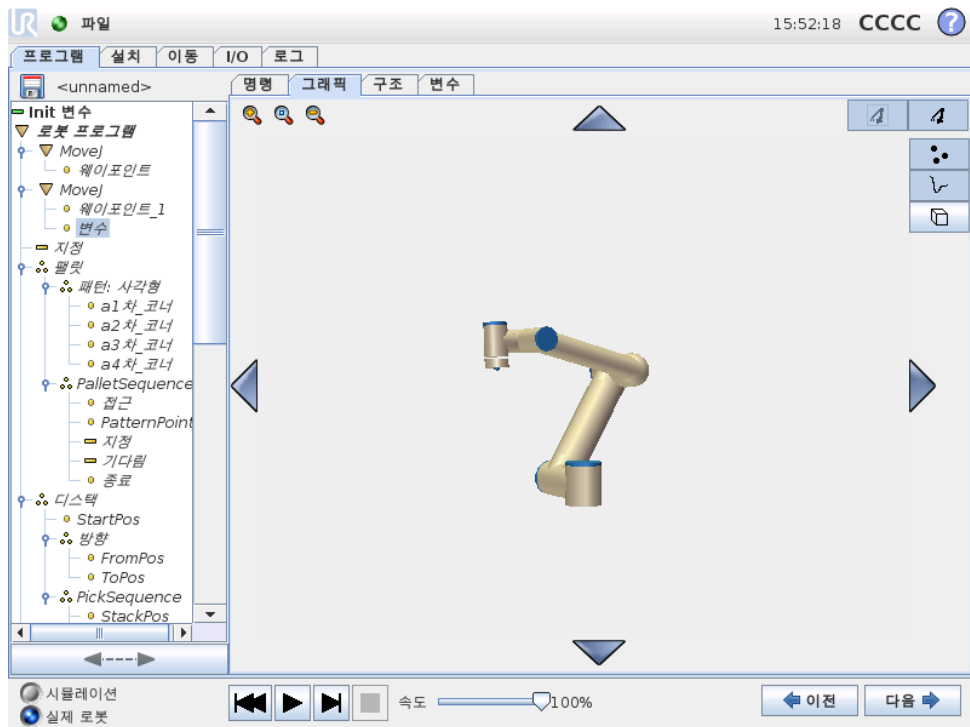 UR 파일 15:52:18 CCCC ?
프로그램 설치 이동 I/O 로그
<unnamed> 명령 그래픽 구조 변수
Init 변수
로봇 프로그램
MoveJ
웨이포인트
MoveJ
웨이포인트_1
변수
지정
팰릿
패턴: 사각형
a1차_코너
a2차_코너
a3차_코너
a4차_코너
PalletSequence
접근
PatternPoint
지정
기다림
종료
디스택
StartPos
방향
FromPos
ToPos
PickSequence
StackPos
시뮬레이션
실제 로봇
속도 100% 이전 다음